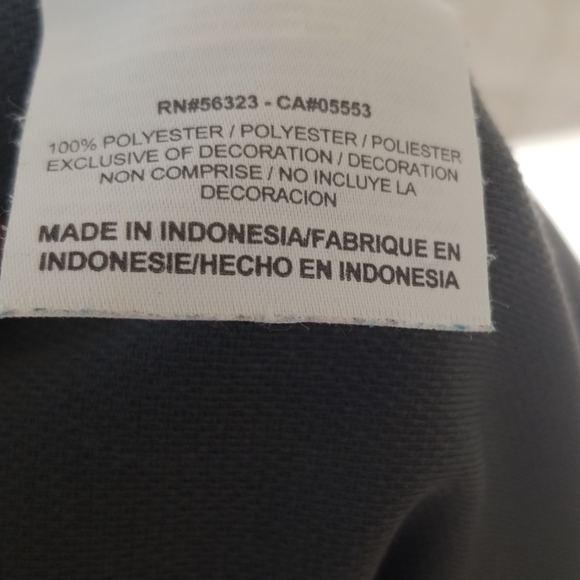 RN#56323 - CA#05553
100% POLYESTER / POLYESTER / POLIESTER
EXCLUSIVE OF DECORATION / DECORATION
NON COMPRISE / NO INCLUYE LA
DECORACION
MADE IN INDONESIA/FABRIQUE EN
INDONESIE/HECHO EN INDONESIA